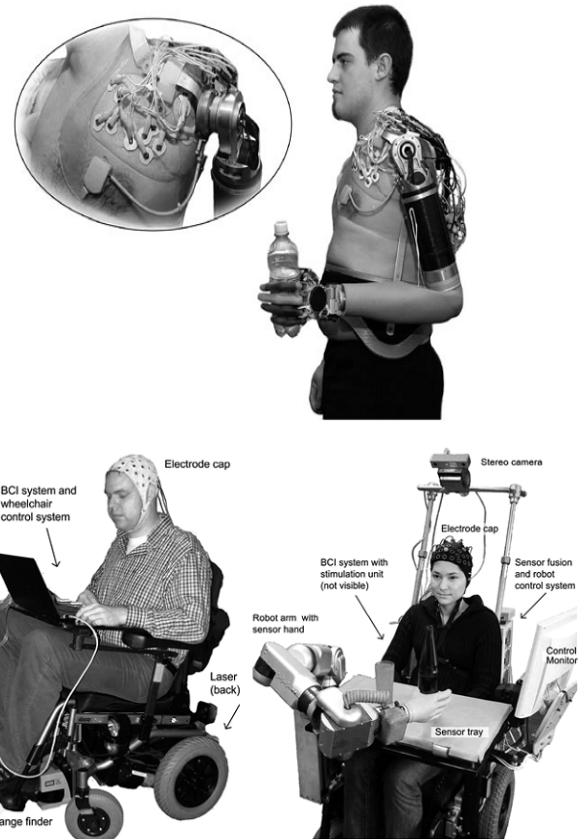 Electrode cap
BCI system and
wheelchair
control system
Laser
(back)
ange finder
Stereo camera
Electrode cap
BCI system with
stimulation unit
(not visible)
Sensor fusion
and robot
control system
Robot arm with
sensor hand
Control
Monitor
Sensor tray